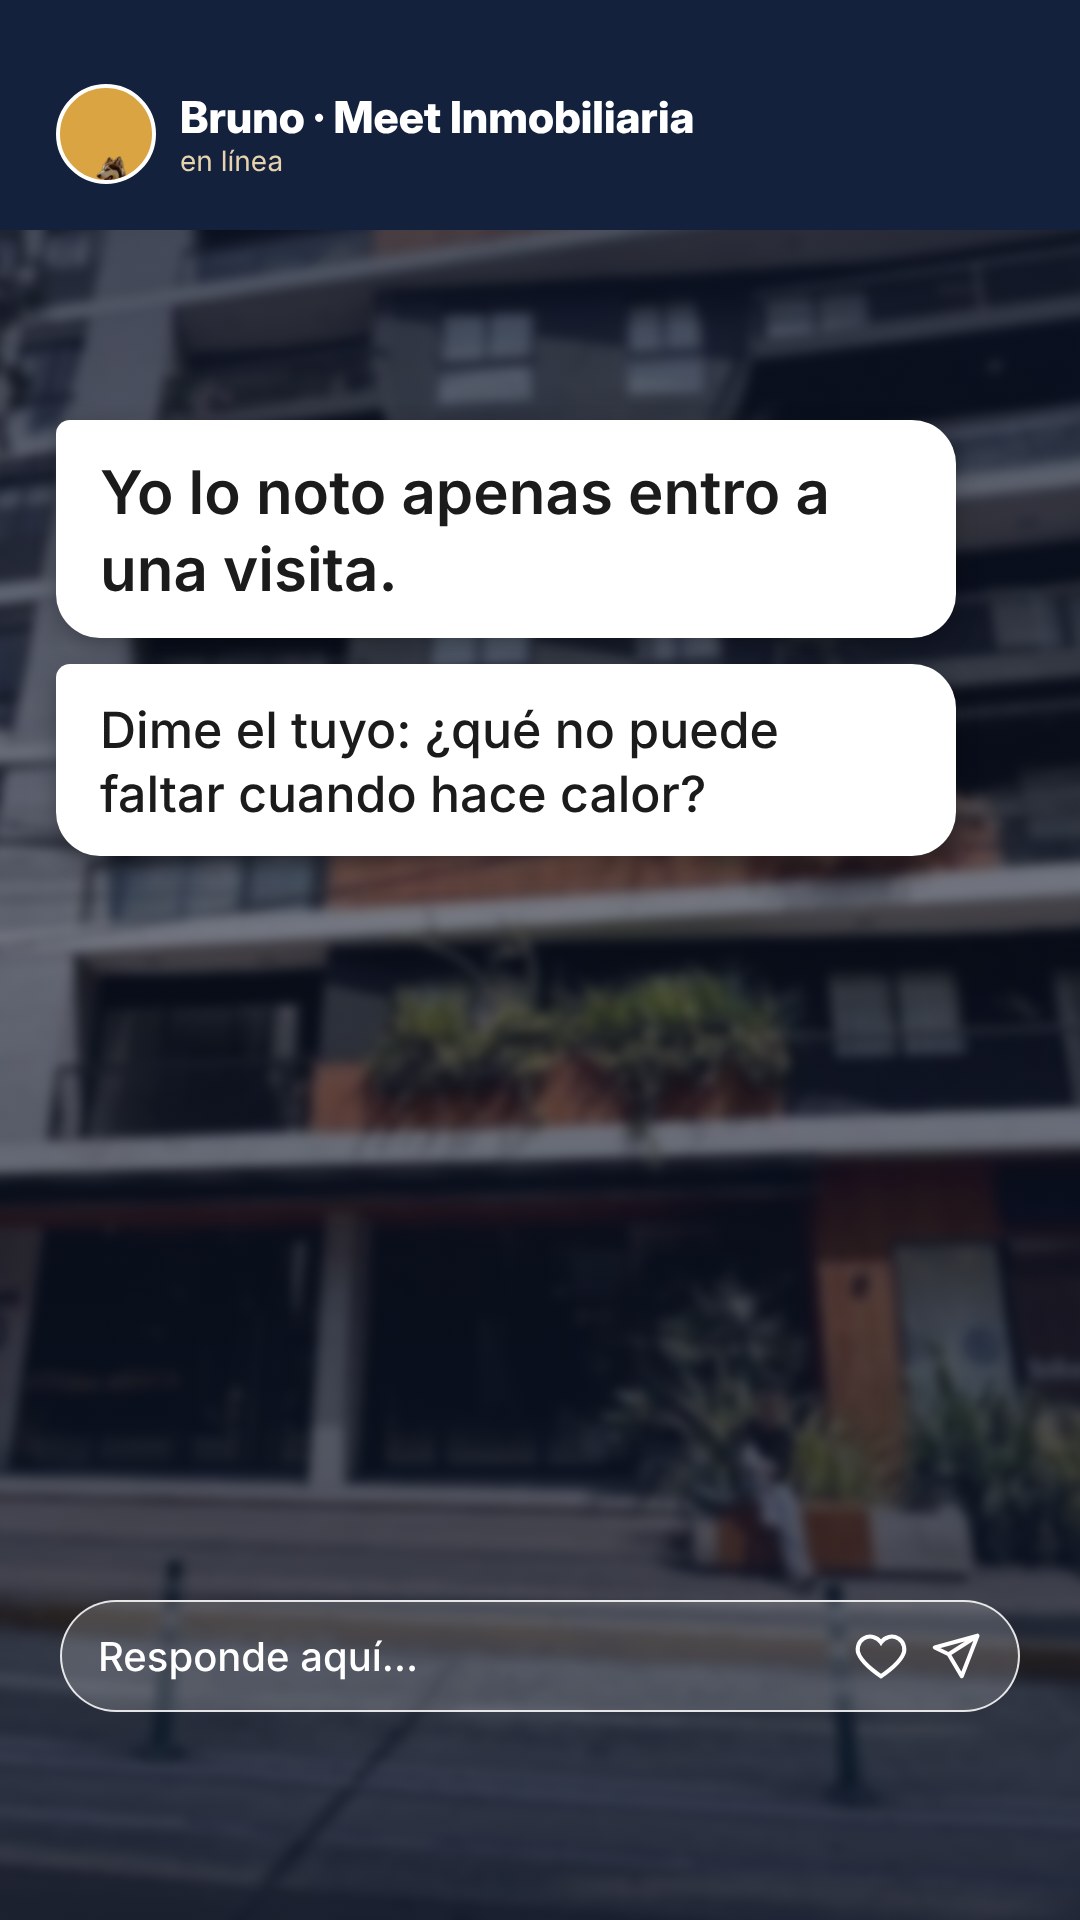 Bruno · Meet Inmobiliaria
en línea
Yo lo noto apenas entro a
una visita.
Dime el tuyo: ¿qué no puede
faltar cuando hace calor?
Responde aquí...